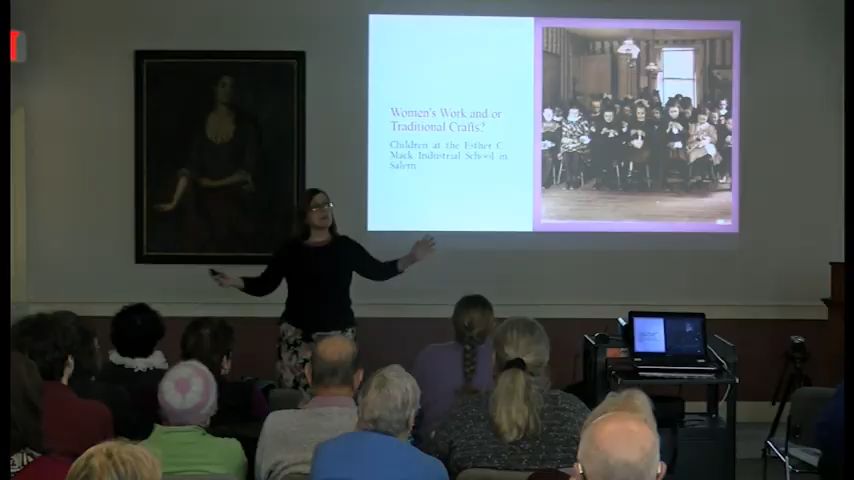 Women's Work and or
Traditional Crafts?
Children at the Esther C.
Mack Industrial School in
Salem